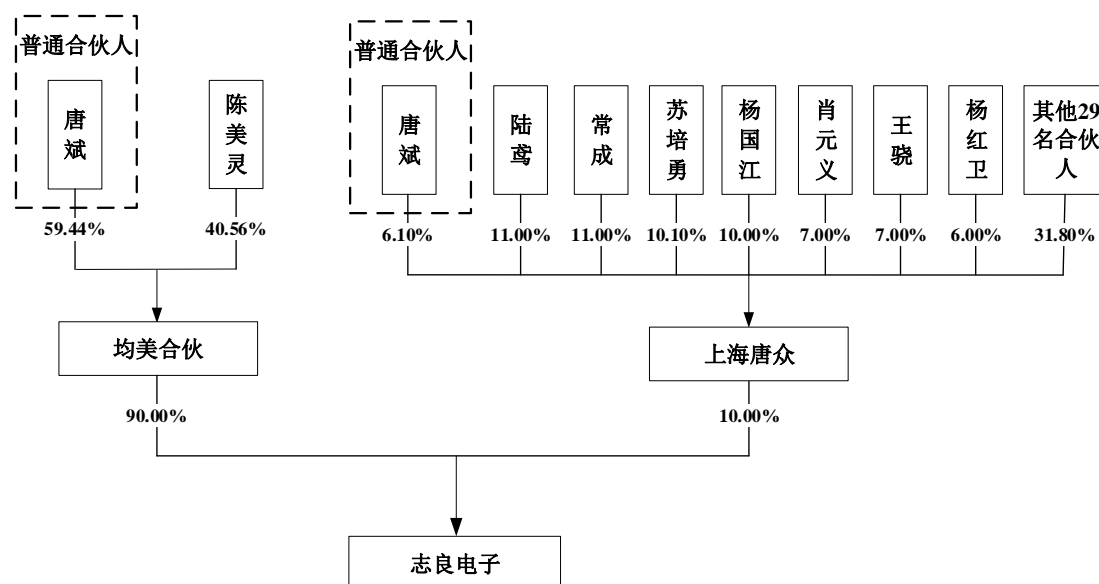 普通合伙人
普通合伙人
唐斌
陈美灵
唐斌
陆鸢
常成
苏培勇
杨国江
肖元义
王骁
杨红卫
其他29
名合伙
人
59.44%
40.56%
6.10%
11.00%
11.00%
10.10%
10.00%
7.00%
7.00%
6.00%
31.80%
均美合伙
上海唐众
90.00%
10.00%
志良电子